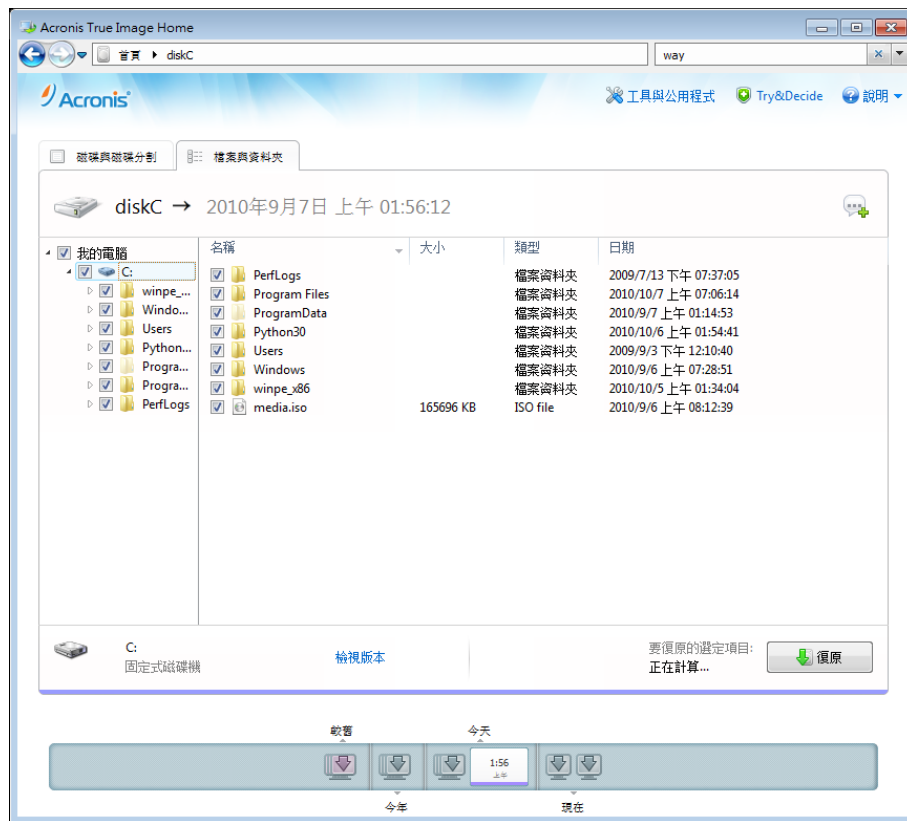 Acronis True Image Home
首頁 ▸ diskC
way
Acronis
工具與公用程式
Try&Decide
說明
磁碟與磁碟分割
檔案與資料夾
diskC → 2010年9月7日 上午 01:56:12
我的電腦
C:
winpe_...
Windo...
Users
Python...
Progra...
Progra...
PerfLogs
名稱 大小 類型 日期
PerfLogs 檔案資料夾 2009/7/13 下午 07:37:05
Program Files 檔案資料夾 2010/10/7 上午 07:06:14
ProgramData 檔案資料夾 2010/9/7 上午 01:14:53
Python30 檔案資料夾 2010/10/6 上午 01:54:41
Users 檔案資料夾 2009/9/3 下午 12:10:40
Windows 檔案資料夾 2010/9/6 上午 07:28:51
winpe_x86 檔案資料夾 2010/10/5 上午 01:34:04
media.iso 165696 KB ISO file 2010/9/6 上午 08:12:39
C:
固定式磁碟機
檢視版本
要復原的選定項目:
正在計算...
復原
較舊
今天
1:56
上午
今年
現在